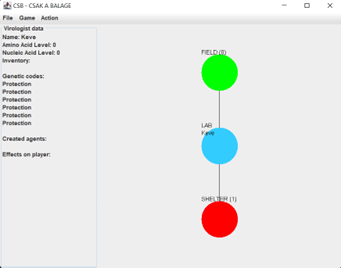 CSB - CSAK A BALAGE
File Game Action
Virologist data
Name: Keve
Amino Acid Level: 0
Nucleic Acid Level: 0
Inventory:
Genetic codes:
Protection
Protection
Protection
Protection
Protection
Protection
Created agents:
Effects on player:
FIELD (0)
LAB
Keve
SHELTER (1)